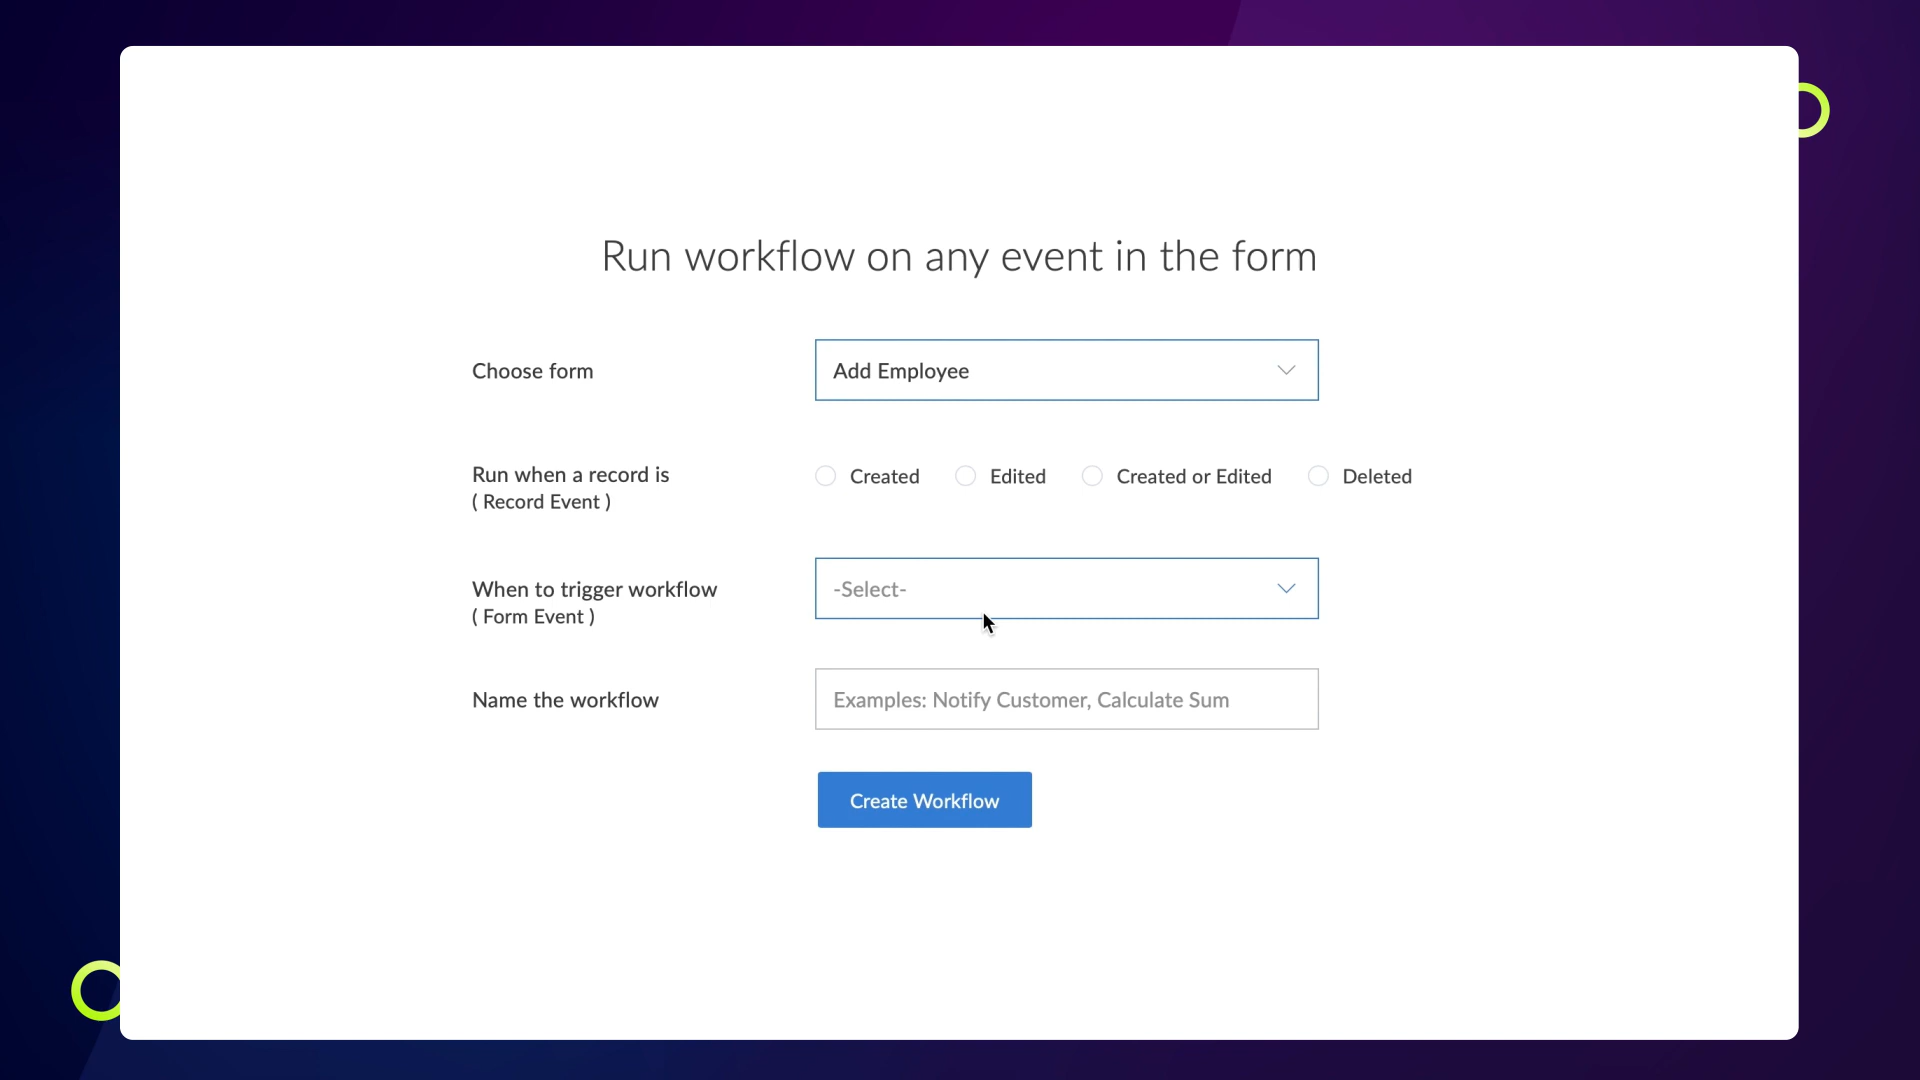 Run workflow on any event in the form
Choose form
Add Employee
Run when a record is
( Record Event )
Created
Edited
Created or Edited
Deleted
When to trigger workflow
( Form Event )
-Select-
Name the workflow
Examples: Notify Customer, Calculate Sum
Create Workflow